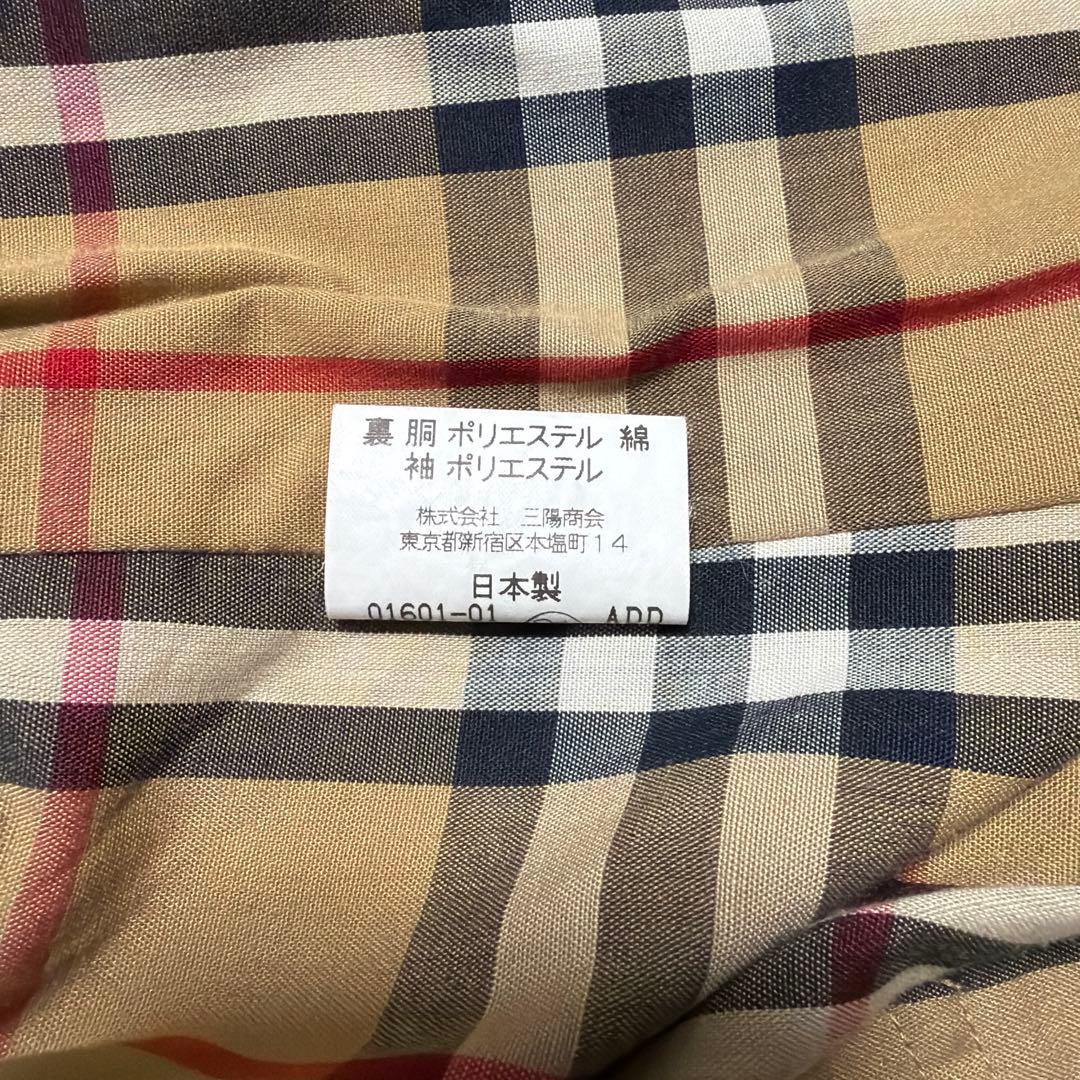 裏 胴 ポリエステル 綿
袖 ポリエステル
株式会社 三陽商会
東京都新宿区本塩町14
日本製
01601-01 ADD